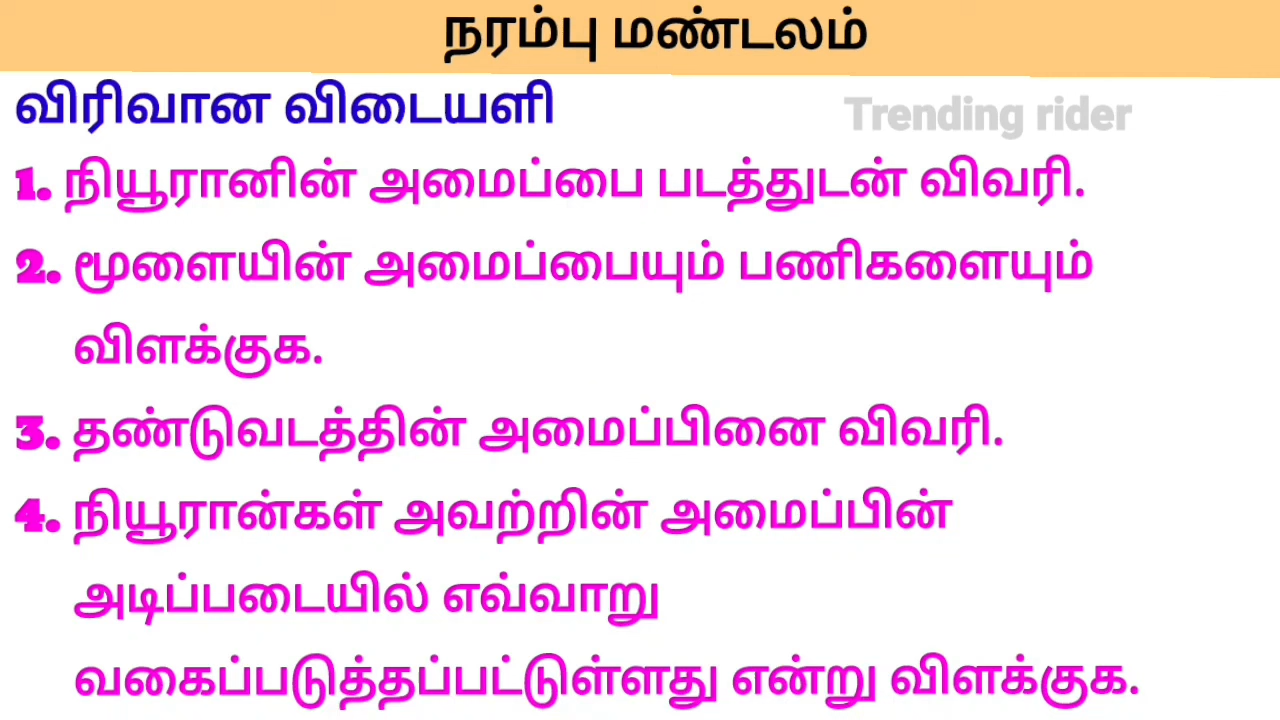 நரம்பு மண்டலம்
விரிவான விடையளி
Trending rider
1. நியூரானின் அமைப்பை படத்துடன் விவரி.
2. மூளையின் அமைப்பையும் பணிகளையும்
விளக்குக.
3. தண்டுவடத்தின் அமைப்பினை விவரி.
4. நியூரான்கள் அவற்றின் அமைப்பின்
அடிப்படையில் எவ்வாறு
வகைப்படுத்தப்பட்டுள்ளது என்று விளக்குக.